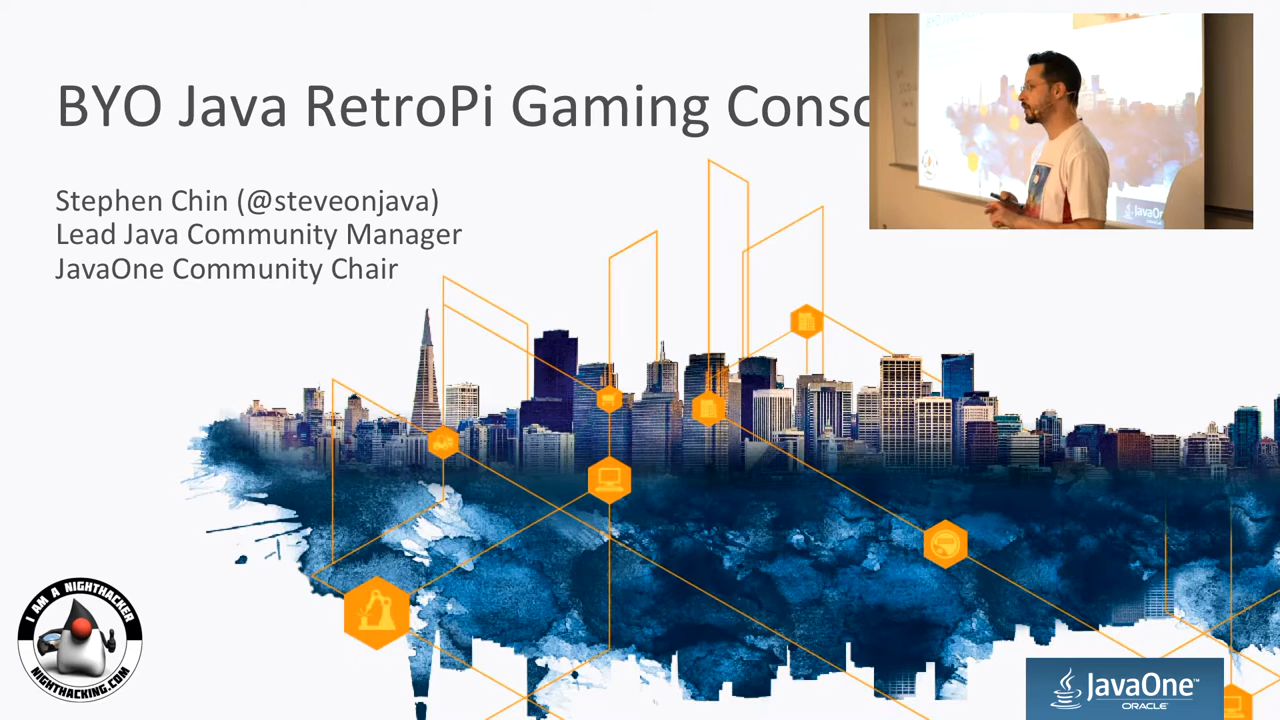 BYO Java RetroPi Gaming Conso
Stephen Chin (@steveonjava)
Lead Java Community Manager
JavaOne Community Chair
I AM A NIGHTHACKER
NIGHTHACKING.COM
JavaOne™
ORACLE
JavaOne